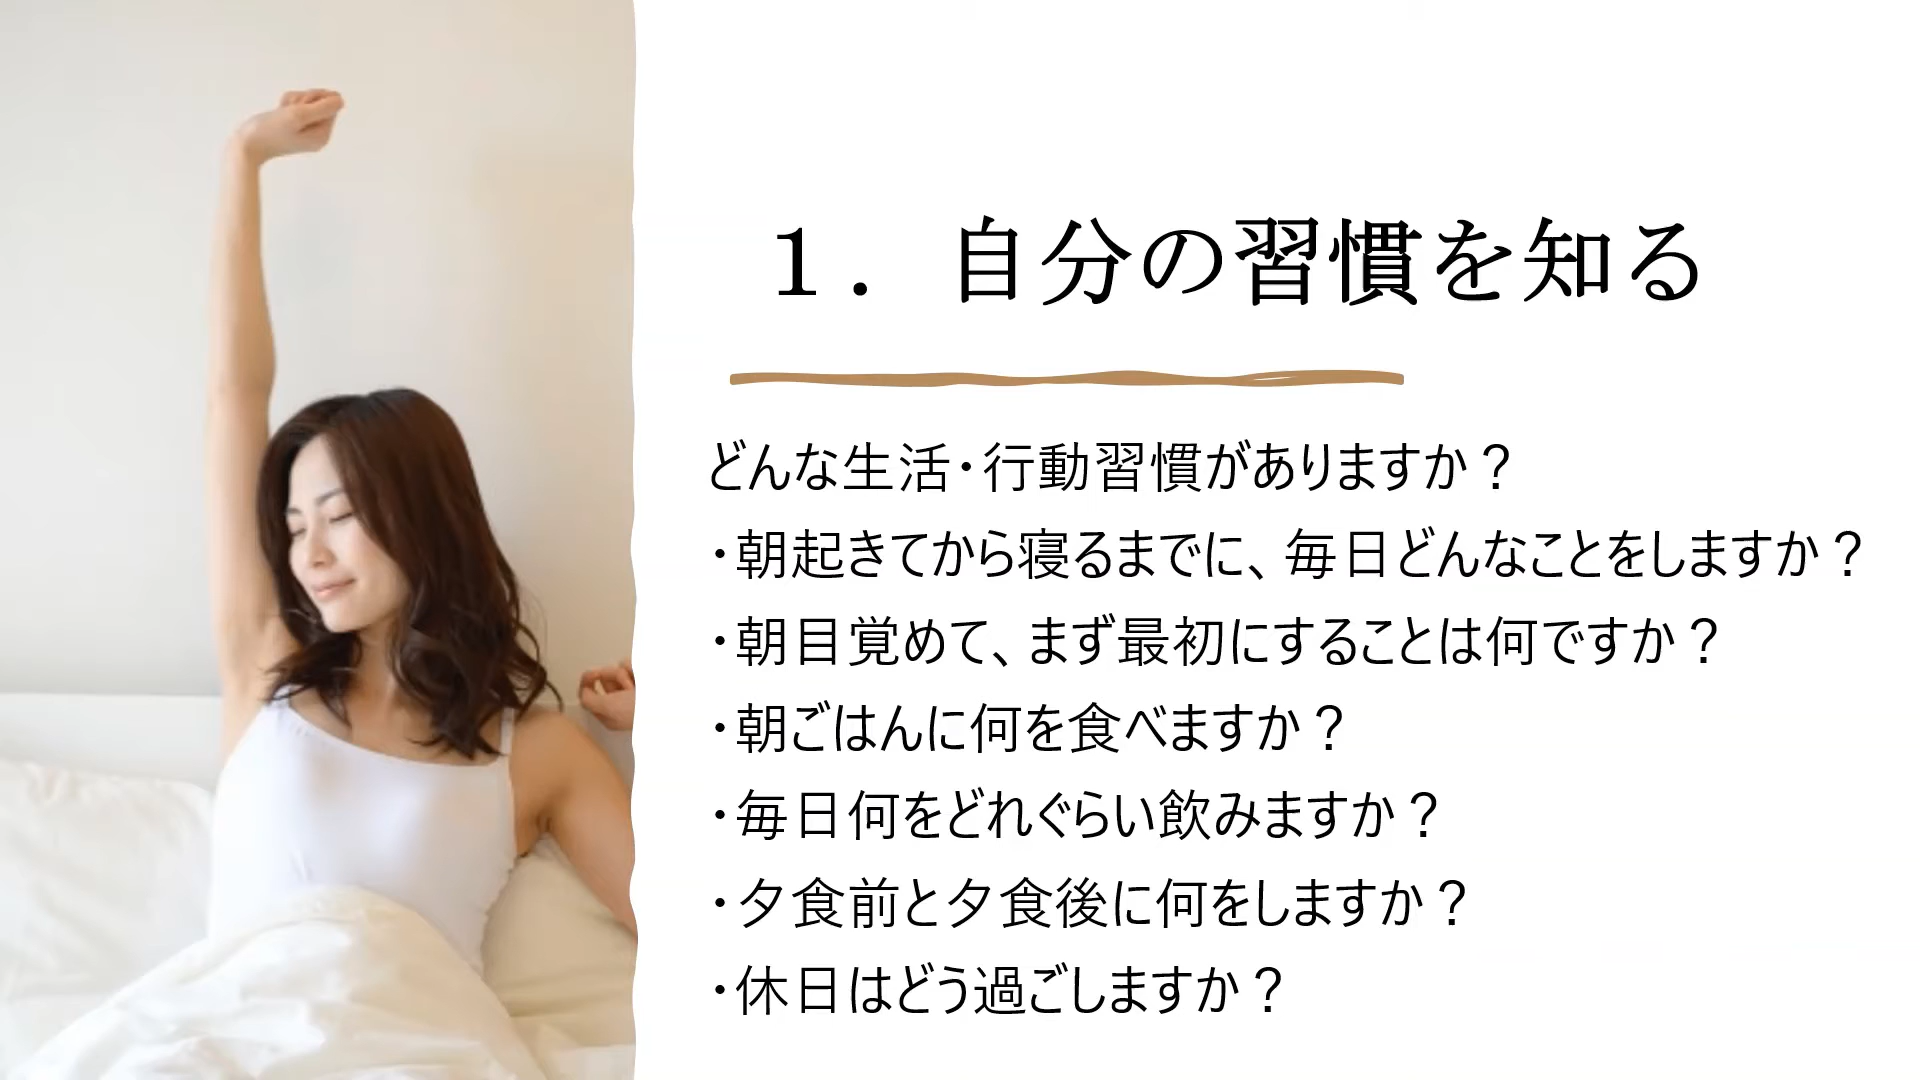 １．自分の習慣を知る
どんな生活・行動習慣がありますか？
・朝起きてから寝るまでに、毎日どんなことをしますか？
・朝目覚めて、まず最初にすることは何ですか？
・朝ごはんに何を食べますか？
・毎日何をどれぐらい飲みますか？
・夕食前と夕食後に何をしますか？
・休日はどう過ごしますか？